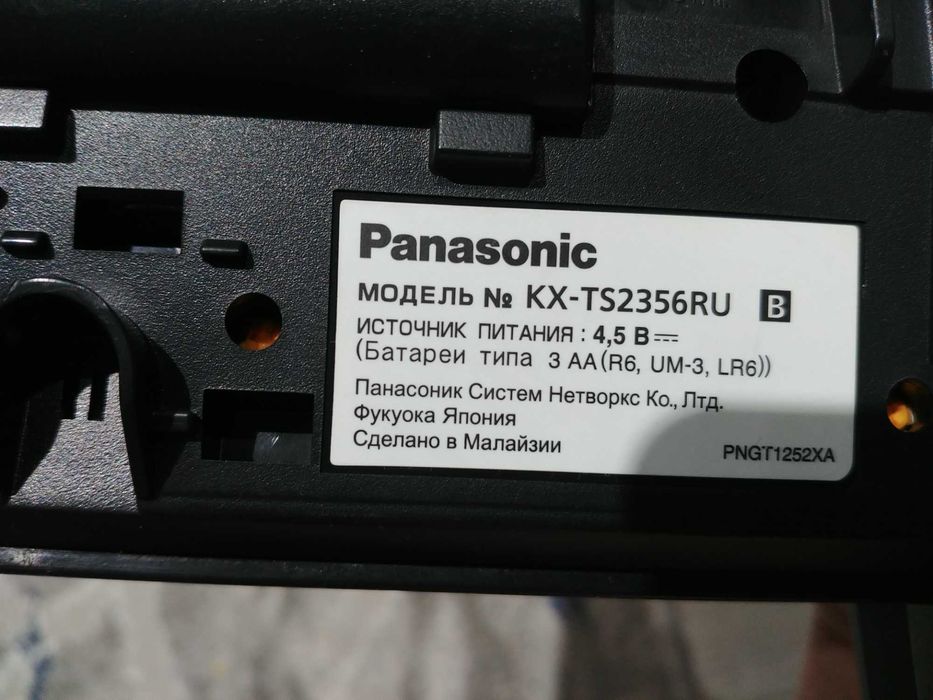 Panasonic
МОДЕЛЬ № KX-TS2356RU B
ИСТОЧНИК ПИТАНИЯ : 4,5 В
(Батареи типа 3 AA(R6, UM-3, LR6))
Панасоник Систем Нетворкс Ко., Лтд.
Фукуока Япония
Сделано в Малайзии
PNGT1252XA